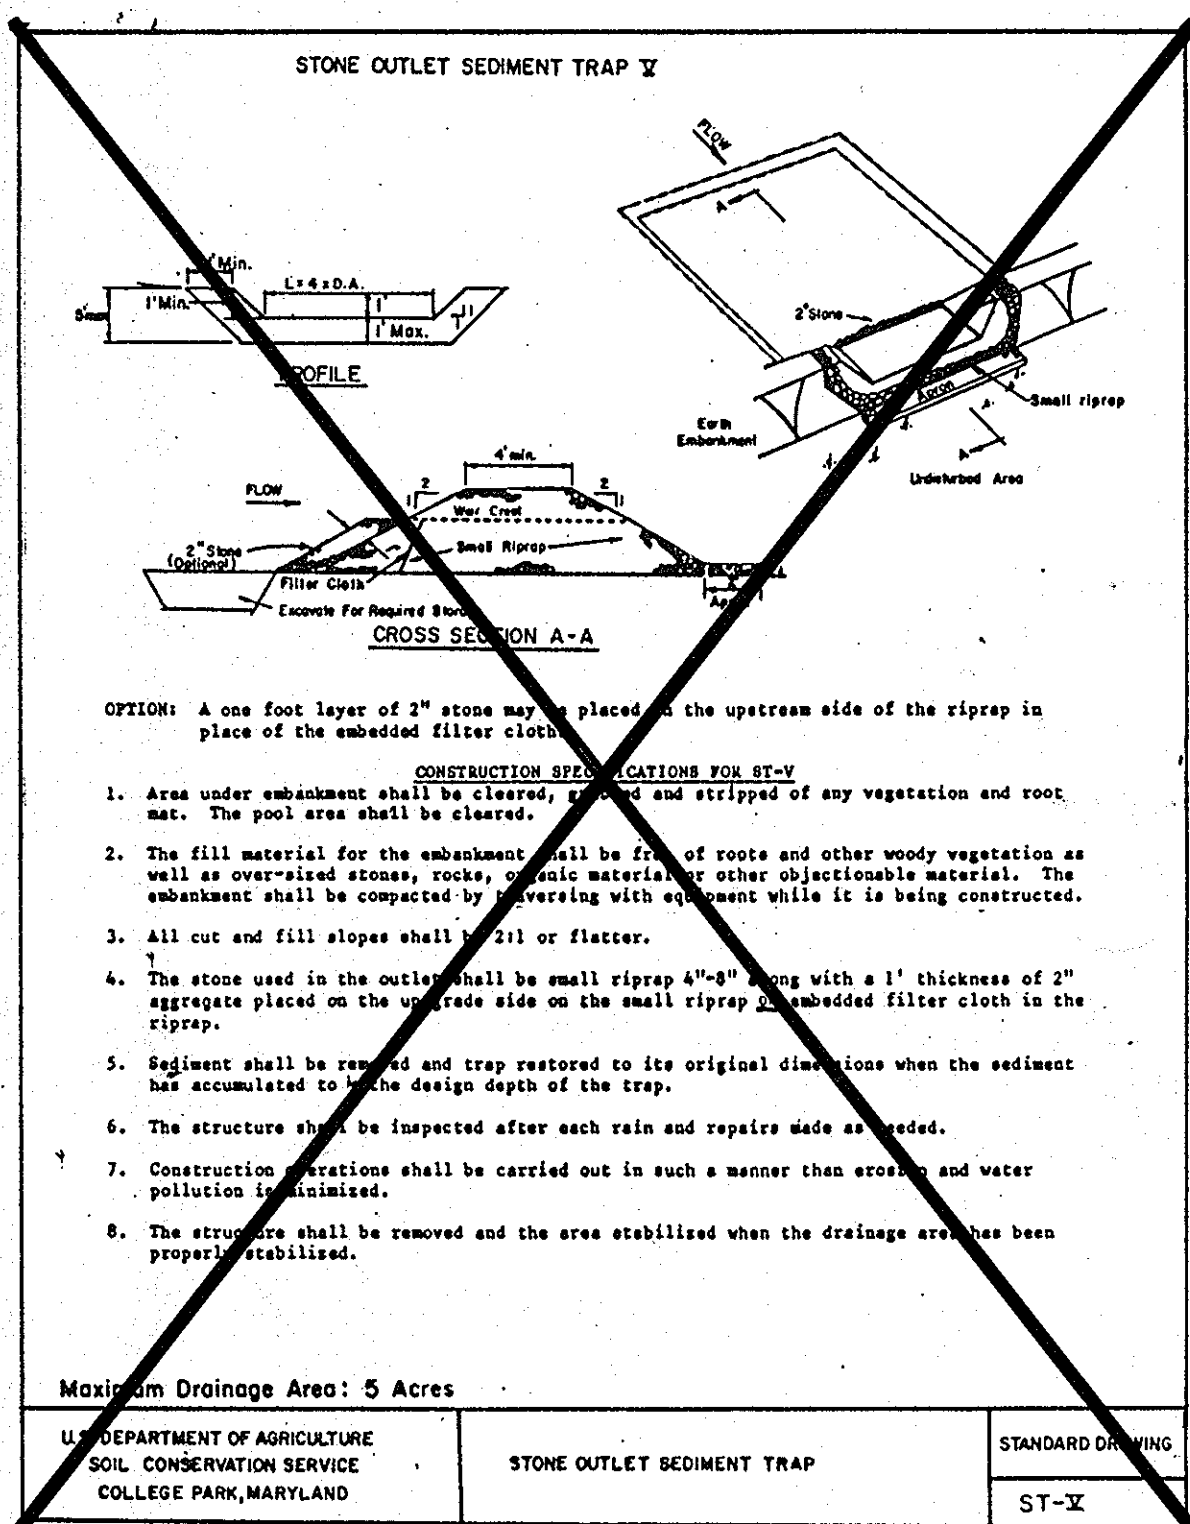 STONE OUTLET SEDIMENT TRAP V
FLOW
A
Min.
L=4xD.A.
1'Min.
1'
5'max
1' Max.
1
1
2" Stone
PROFILE
Apron
Small riprap
Earth
Embankment
A
Undisturbed Area
4'min.
FLOW
2
1
2
1
Weir Crest
2" Stone
(Optional)
Small Riprap
Filter Cloth
Excavate For Required Stor
CROSS SECTION A-A
OPTION: A one foot layer of 2" stone may placed the upstream side of the riprap in
place of the embedded filter cloth
CONSTRUCTION SPECIFICATIONS FOR ST-V
1. Area under embankment shall be cleared, grubbed and stripped of any vegetation and root
mat. The pool area shall be cleared.
2. The fill material for the embankment shall be free of roots and other woody vegetation as
well as over-sized stones, rocks, organic material or other objectionable material. The
embankment shall be compacted by traversing with equipment while it is being constructed.
3. All cut and fill slopes shall be 2:1 or flatter.
4. The stone used in the outlet shall be small riprap 4"-8" along with a 1' thickness of 2"
aggregate placed on the upgrade side on the small riprap or embedded filter cloth in the
riprap.
5. Sediment shall be removed and trap restored to its original dimensions when the sediment
has accumulated to the design depth of the trap.
6. The structure shall be inspected after each rain and repairs made as needed.
7. Construction operations shall be carried out in such a manner than erosion and water
pollution is minimized.
8. The structure shall be removed and the area stabilized when the drainage area has been
properly stabilized.
Maximum Drainage Area: 5 Acres
U.S. DEPARTMENT OF AGRICULTURE
SOIL CONSERVATION SERVICE
COLLEGE PARK, MARYLAND
STONE OUTLET SEDIMENT TRAP
STANDARD DRAWING
ST-V